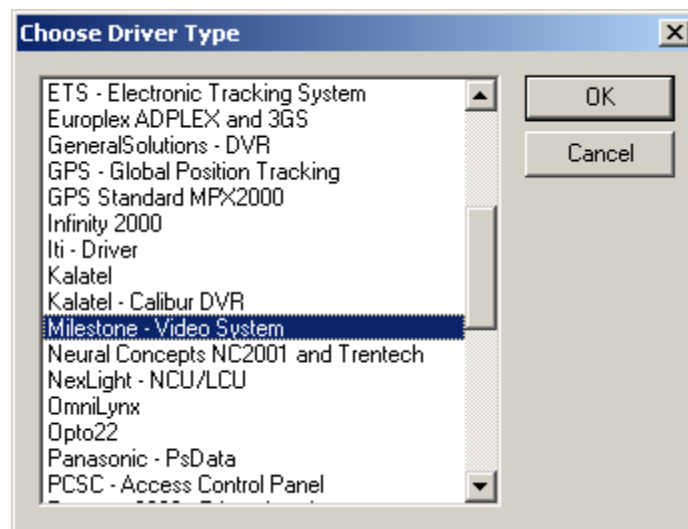 Choose Driver Type
ETS - Electronic Tracking System
Europlex ADPLEX and 3GS
GeneralSolutions - DVR
GPS - Global Position Tracking
GPS Standard MPX2000
Infinity 2000
Iti - Driver
Kalatel
Kalatel - Calibur DVR
Milestone - Video System
Neural Concepts NC2001 and Trentech
NexLight - NCU/LCU
OmniLynx
Opto22
Panasonic - PsData
PCSC - Access Control Panel
OK
Cancel